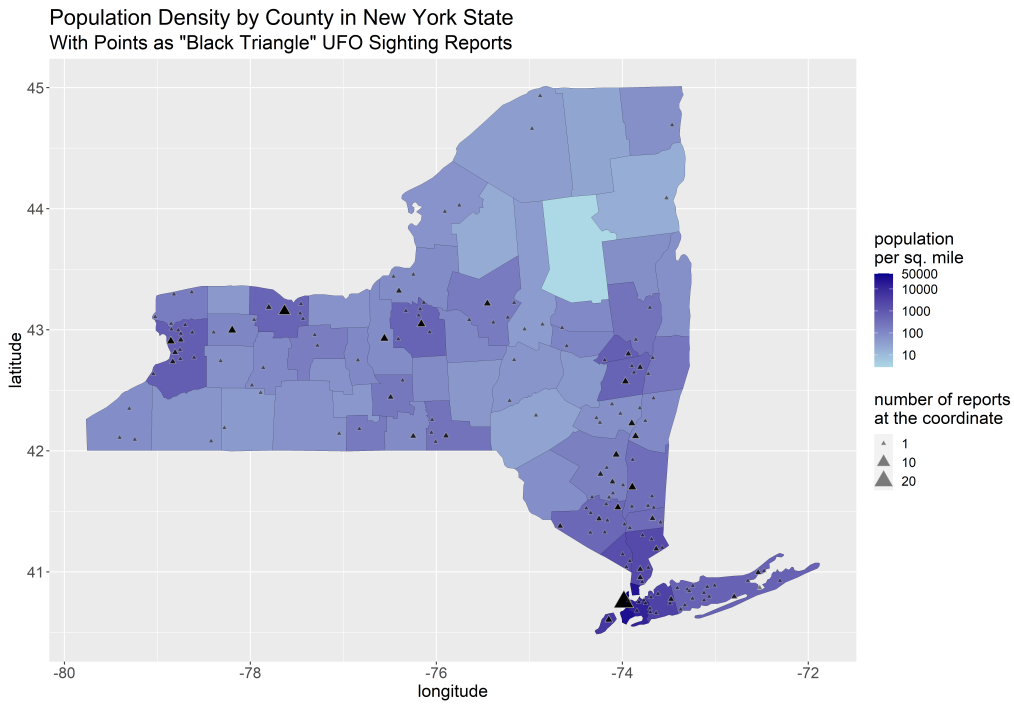 Population Density by County in New York State
With Points as "Black Triangle" UFO Sighting Reports
45
44
43
42
41
latitude
-80
-78
-76
-74
-72
longitude
population
per sq. mile
50000
10000
1000
100
10
number of reports
at the coordinate
1
10
20